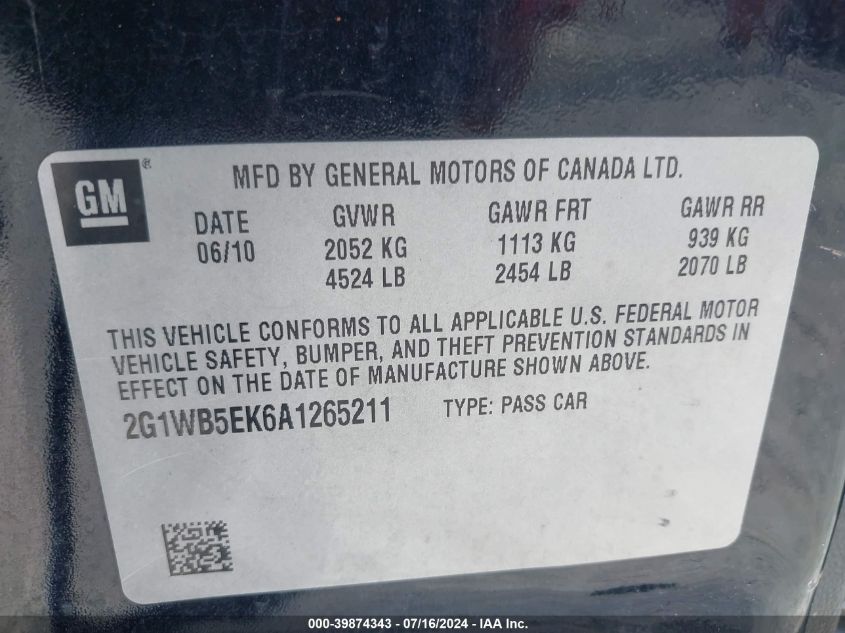 GM ®
MFD BY GENERAL MOTORS OF CANADA LTD.
DATE GVWR GAWR FRT GAWR RR
06/10 2052 KG 1113 KG 939 KG
4524 LB 2454 LB 2070 LB
THIS VEHICLE CONFORMS TO ALL APPLICABLE U.S. FEDERAL MOTOR
VEHICLE SAFETY, BUMPER, AND THEFT PREVENTION STANDARDS IN
EFFECT ON THE DATE OF MANUFACTURE SHOWN ABOVE.
2G1WB5EK6A1265211 TYPE: PASS CAR
000-39874343 - 07/16/2024 - IAA Inc.